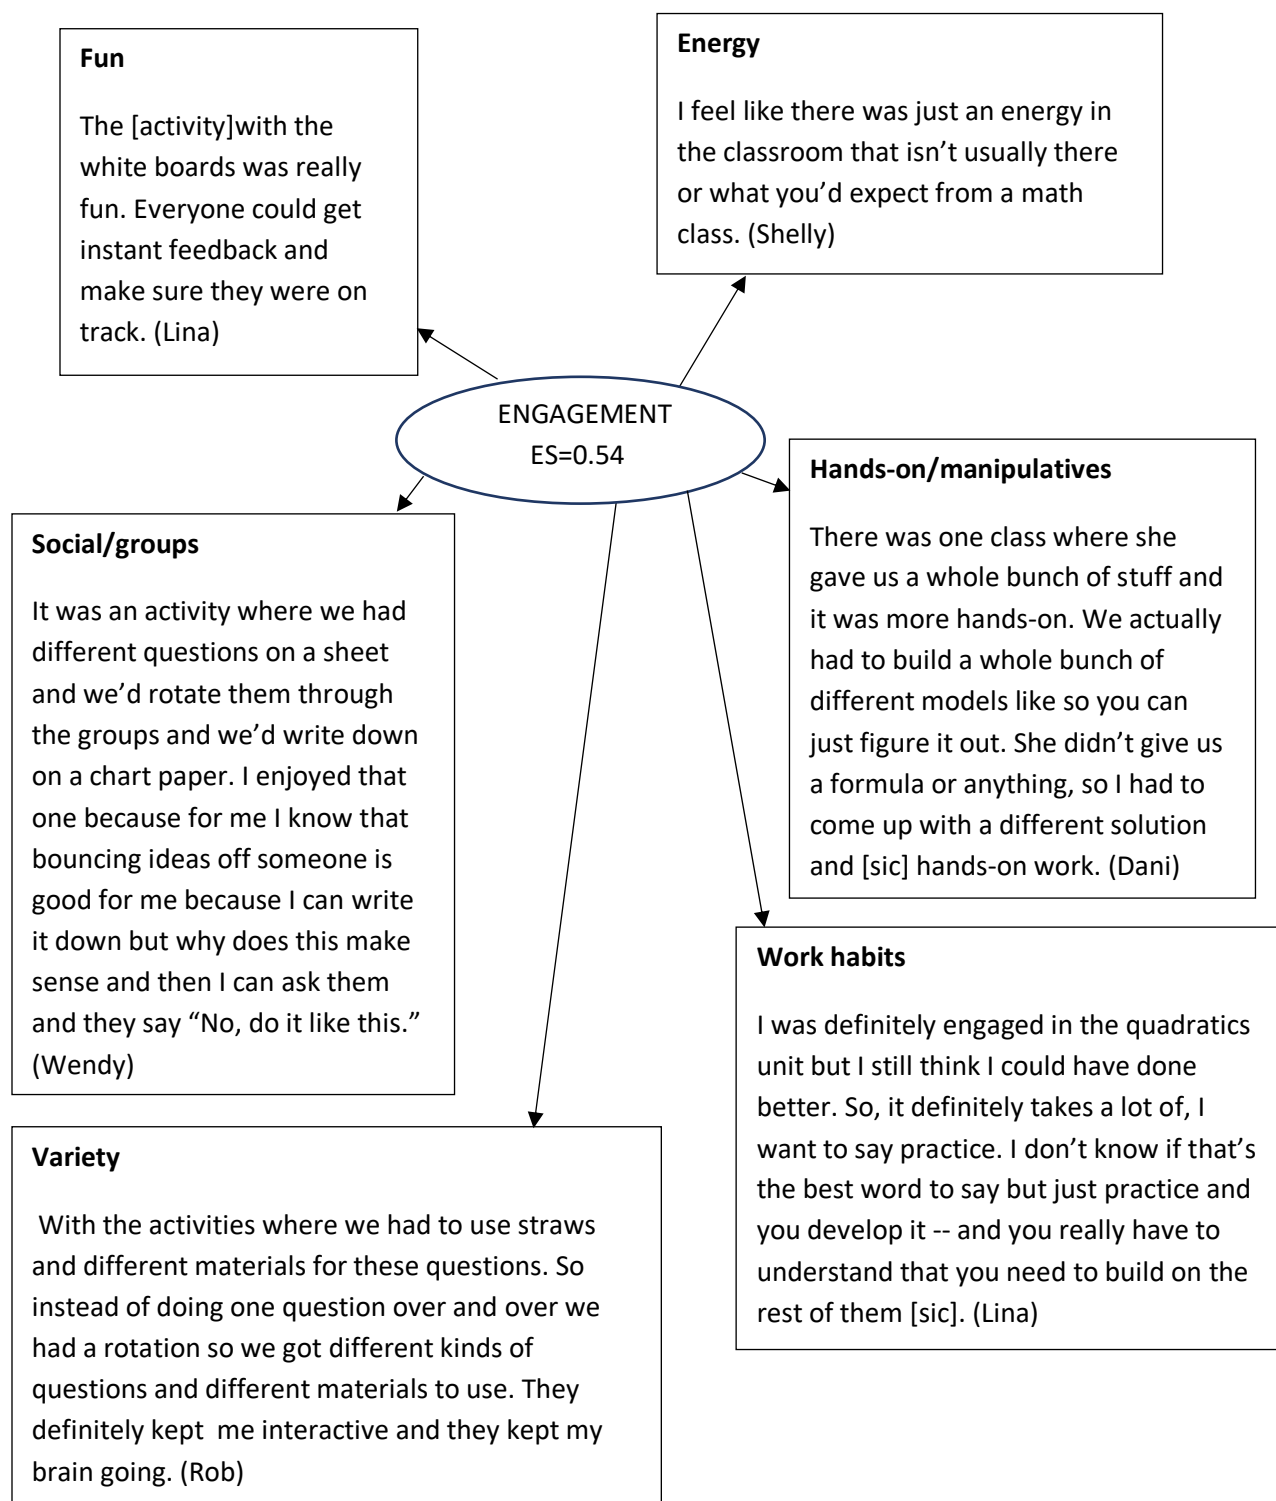 Fun
The [activity]with the
white boards was really
fun. Everyone could get
instant feedback and
make sure they were on
track. (Lina)
Energy
I feel like there was just an energy in
the classroom that isn’t usually there
or what you’d expect from a math
class. (Shelly)
ENGAGEMENT
ES=0.54
Hands-on/manipulatives
There was one class where she
gave us a whole bunch of stuff and
it was more hands-on. We actually
had to build a whole bunch of
different models like so you can
just figure it out. She didn’t give us
a formula or anything, so I had to
come up with a different solution
and [sic] hands-on work. (Dani)
Social/groups
It was an activity where we had
different questions on a sheet
and we’d rotate them through
the groups and we’d write down
on a chart paper. I enjoyed that
one because for me I know that
bouncing ideas off someone is
good for me because I can write
it down but why does this make
sense and then I can ask them
and they say “No, do it like this.”
(Wendy)
Work habits
I was definitely engaged in the quadratics
unit but I still think I could have done
better. So, it definitely takes a lot of, I
want to say practice. I don’t know if that’s
the best word to say but just practice and
you develop it -- and you really have to
understand that you need to build on the
rest of them [sic]. (Lina)
Variety
With the activities where we had to use straws
and different materials for these questions. So
instead of doing one question over and over we
had a rotation so we got different kinds of
questions and different materials to use. They
definitely kept  me interactive and they kept my
brain going. (Rob)